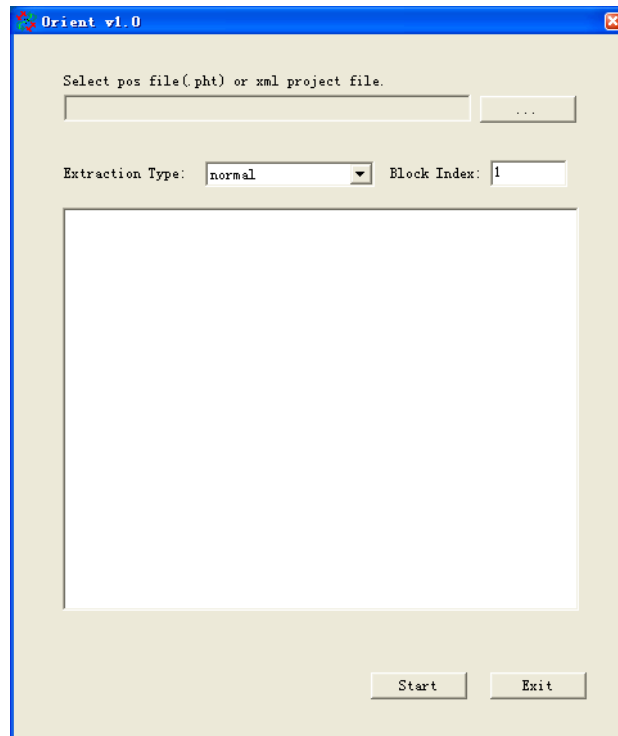 Orient v1.0
Select pos file(.pht) or xml project file.
...
Extraction Type: normal Block Index: 1
Start Exit